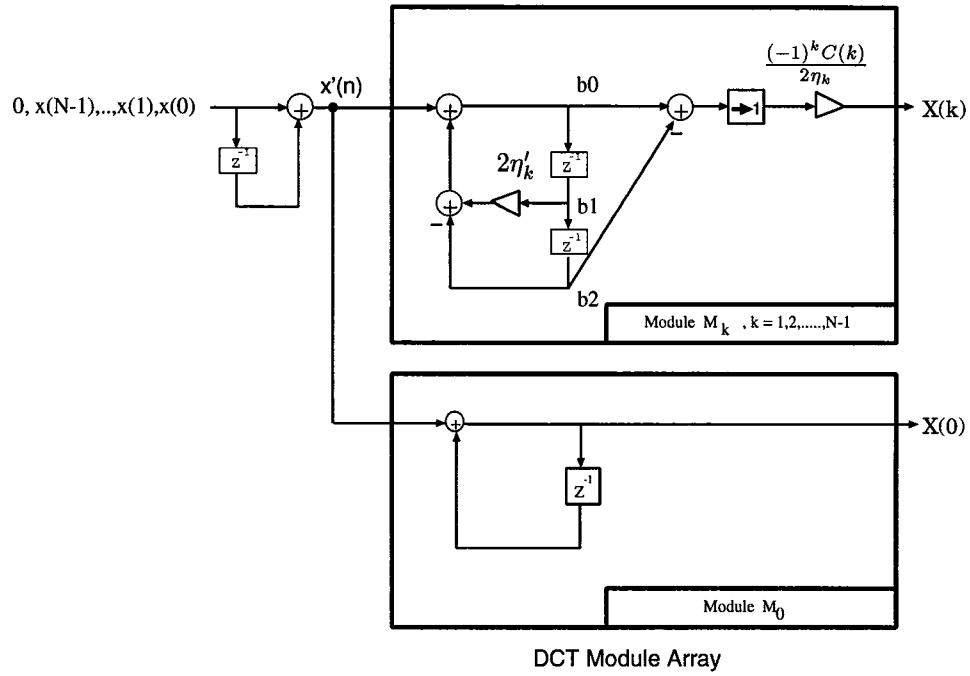 (-1)^k C(k)
2η_k
x'(n)
b0
0, x(N-1),..,x(1),x(0)
+
+
+
→1
X(k)
−
z^-1
2η'_k
z^-1
+
b1
−
z^-1
b2
Module M_k , k = 1,2,.....,N-1
+
X(0)
z^-1
Module M_0
DCT Module Array